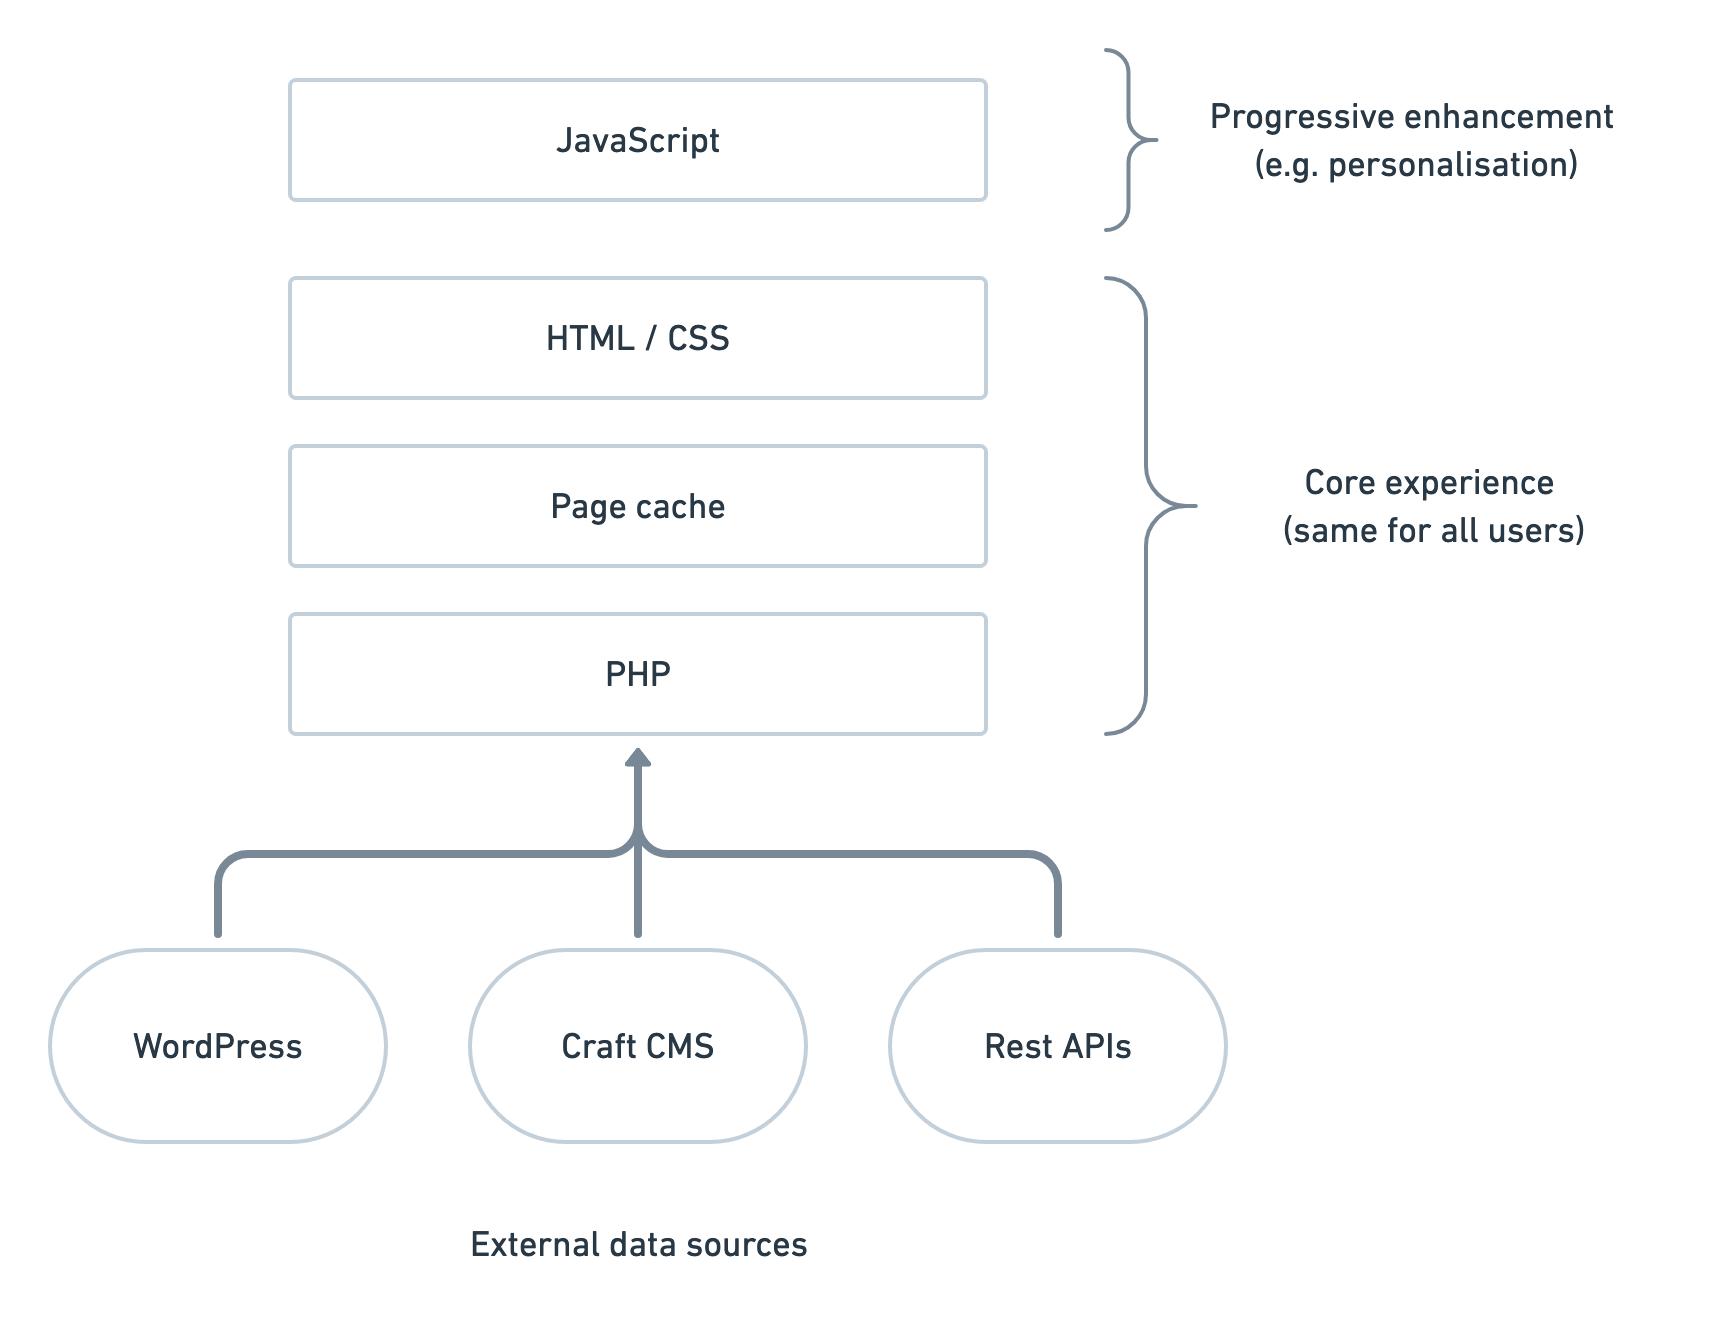 JavaScript
Progressive enhancement
(e.g. personalisation)
HTML / CSS
Page cache
Core experience
(same for all users)
PHP
WordPress
Craft CMS
Rest APIs
External data sources